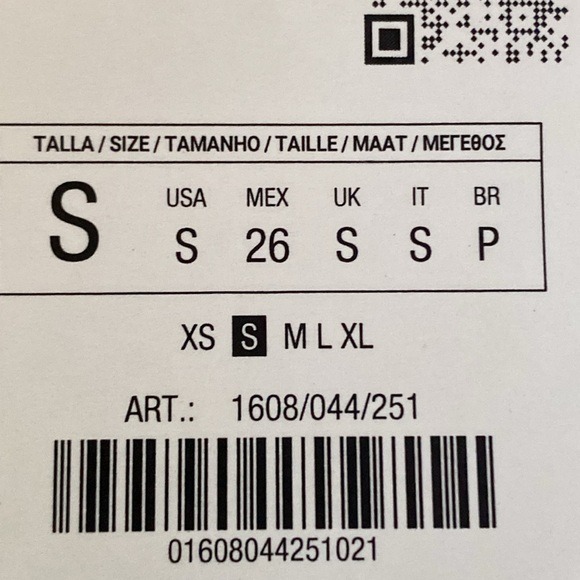 TALLA / SIZE / TAMANHO / TAILLE / MAAT / ΜΕΓΕΘΟΣ
USA MEX UK IT BR
S S 26 S S P
XS S M L XL
ART.: 1608/044/251
01608044251021